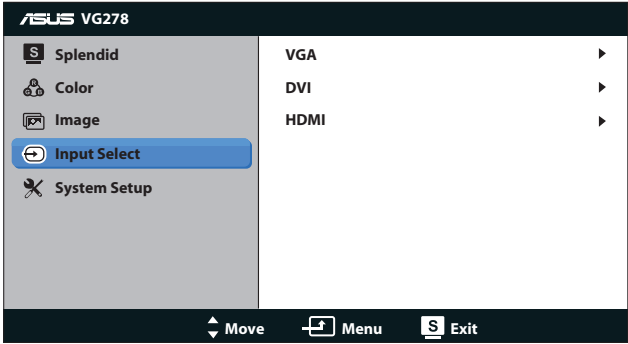 ASUS VG278
S Splendid
R G B Color
Image
Input Select
System Setup
VGA
DVI
HDMI
Move Menu S Exit